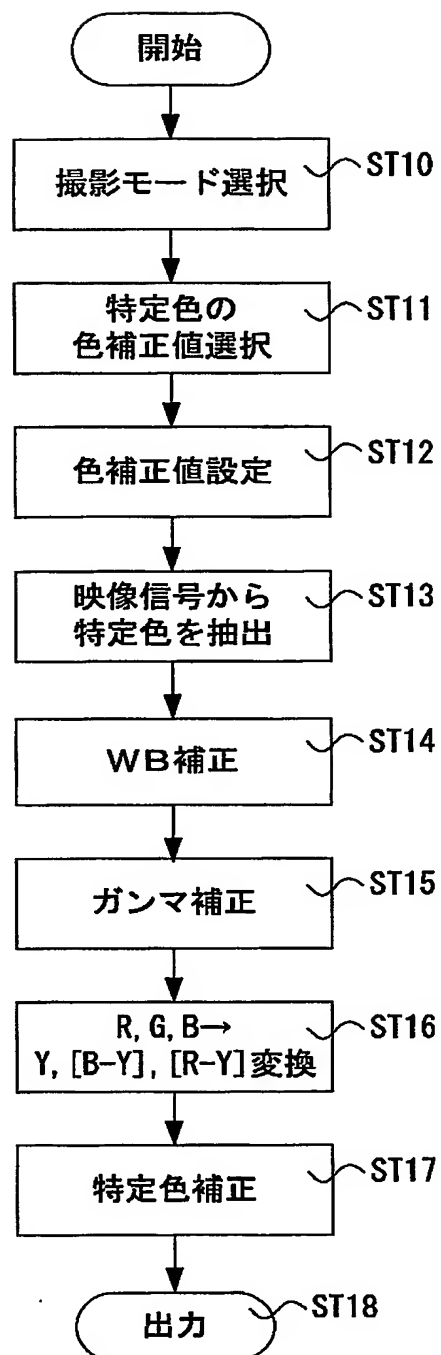 開始
撮影モード選択
ST10
特定色の
色補正値選択
ST11
色補正値設定
ST12
映像信号から
特定色を抽出
ST13
WB補正
ST14
ガンマ補正
ST15
R, G, B→
Y, [B-Y], [R-Y]変換
ST16
特定色補正
ST17
出力
ST18